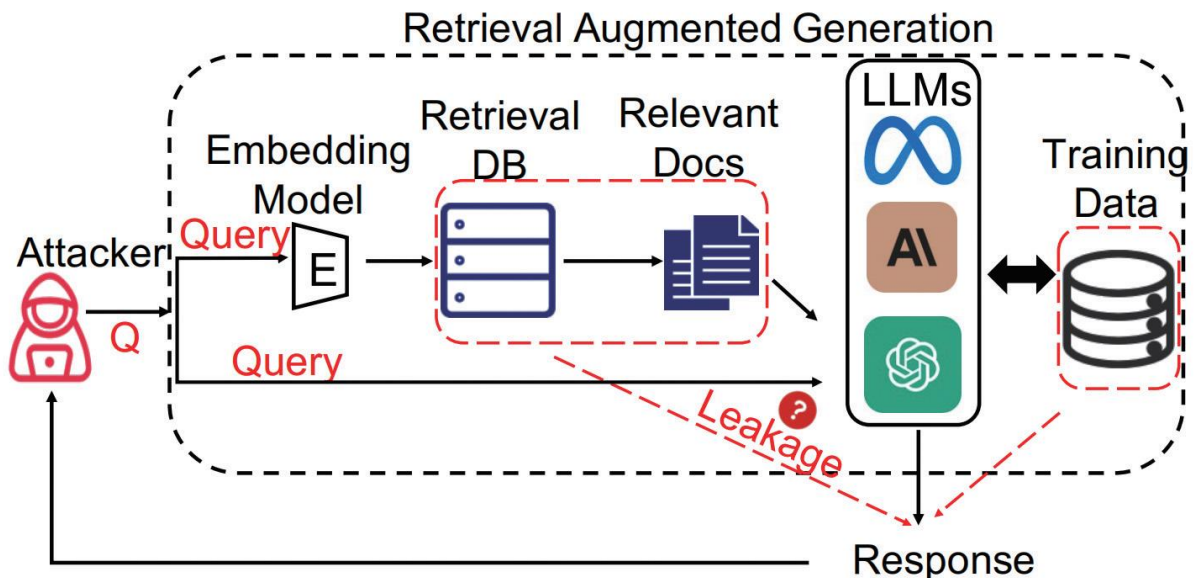 Retrieval Augmented Generation
LLMs
Retrieval
DB
Relevant
Docs
Embedding
Model
Training
Data
Attacker
Query
E
A\
Q
Query
?
Leakage
Response